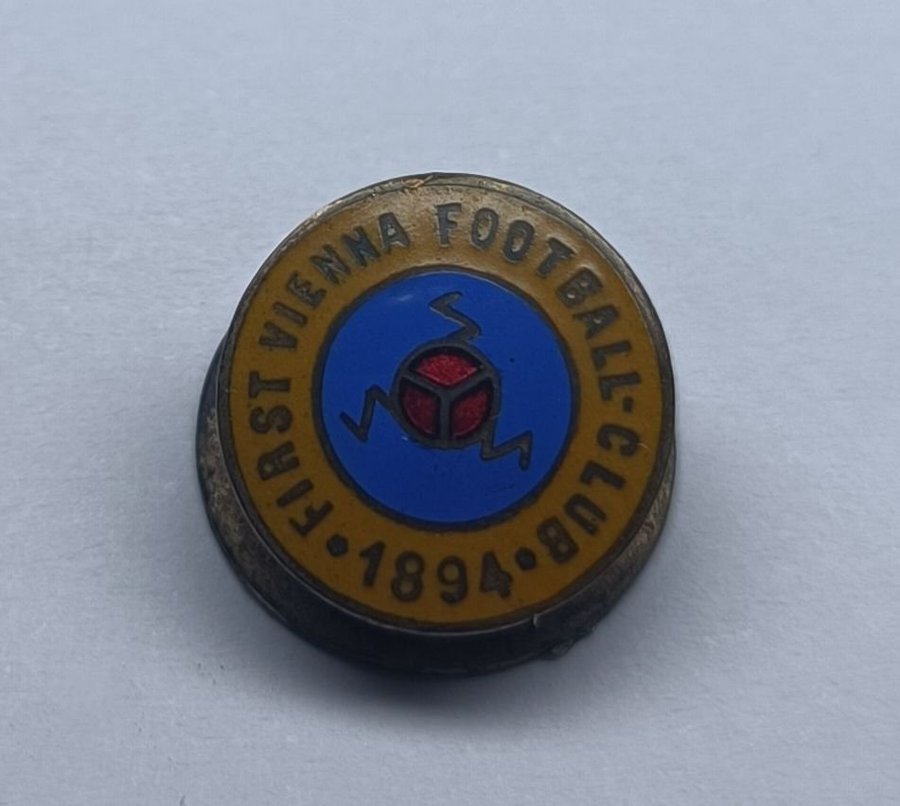 FIRST VIENNA FOOTBALL-CLUB
• 1894 •